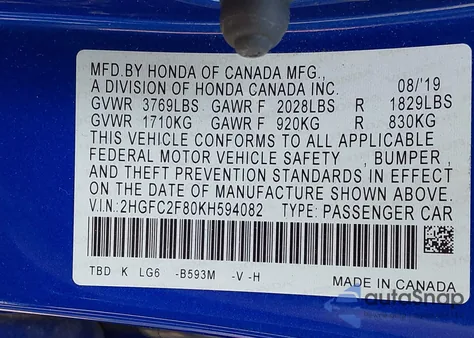 MFD.BY HONDA OF CANADA MFG.,
A DIVISION OF HONDA CANADA INC. 08/'19
GVWR 3769LBS GAWR F 2028LBS R 1829LBS
GVWR 1710KG GAWR F 920KG R 830KG
THIS VEHICLE CONFORMS TO ALL APPLICABLE
FEDERAL MOTOR VEHICLE SAFETY , BUMPER ,
AND THEFT PREVENTION STANDARDS IN EFFECT
ON THE DATE OF MANUFACTURE SHOWN ABOVE.
V.I.N:2HGFC2F80KH594082 TYPE: PASSENGER CAR
TBD K LG6 -B593M -V-H
MADE IN CANADA
autoSnap